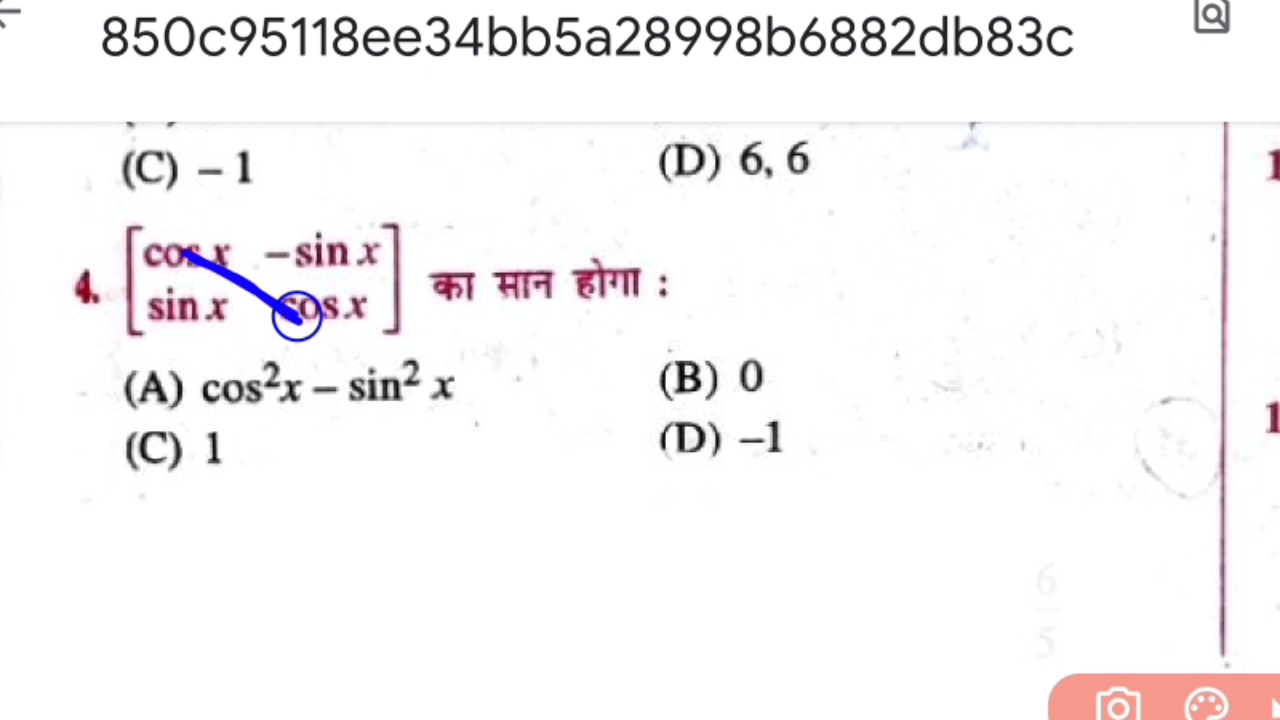 850c95118ee34bb5a28998b6882db83c
(C) – 1 (D) 6, 6
4. [cos x –sin x
sin x cos x] का मान होगा :
(A) cos²x – sin² x (B) 0
(C) 1 (D) –1